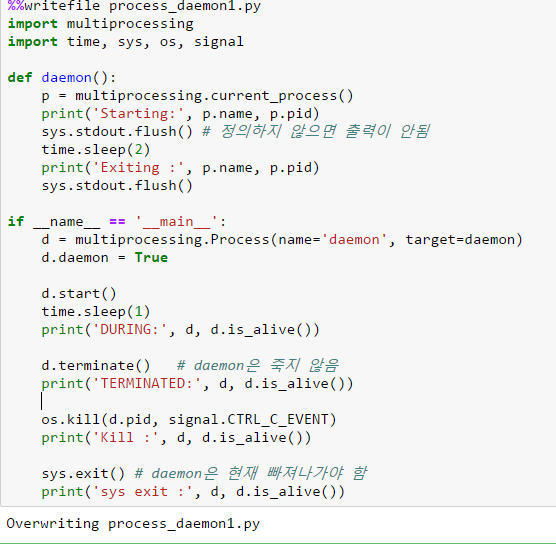 %%writefile process_daemon1.py
import multiprocessing
import time, sys, os, signal

def daemon():
    p = multiprocessing.current_process()
    print('Starting:', p.name, p.pid)
    sys.stdout.flush() # 정의하지 않으면 출력이 안됨
    time.sleep(2)
    print('Exiting :', p.name, p.pid)
    sys.stdout.flush()

if __name__ == '__main__':
    d = multiprocessing.Process(name='daemon', target=daemon)
    d.daemon = True

    d.start()
    time.sleep(1)
    print('DURING:', d, d.is_alive())

    d.terminate()   # daemon은 죽지 않음
    print('TERMINATED:', d, d.is_alive())

    os.kill(d.pid, signal.CTRL_C_EVENT)
    print('Kill :', d, d.is_alive())

    sys.exit() # daemon은 현재 빠져나가야 함
    print('sys exit :', d, d.is_alive())

Overwriting process_daemon1.py